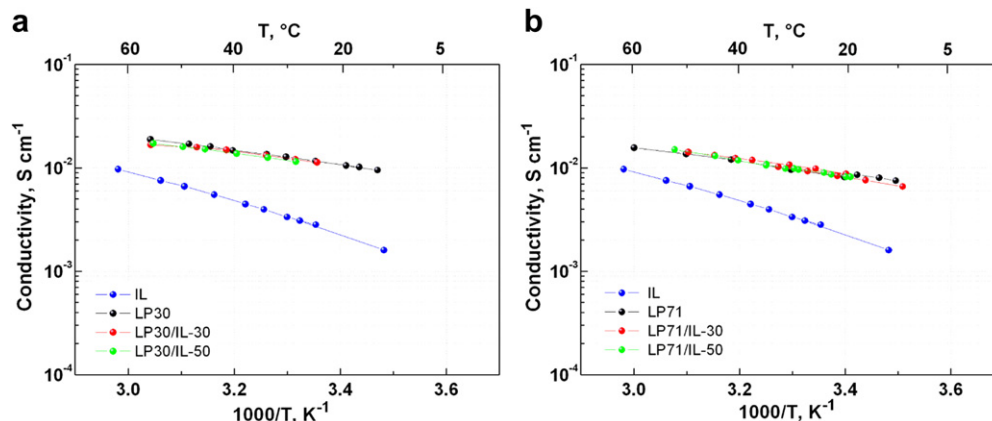 a
T, °C
60 40 20 5
10⁻¹
10⁻²
10⁻³
10⁻⁴
Conductivity, S cm⁻¹
IL
LP30
LP30/IL-30
LP30/IL-50
3.0 3.2 3.4 3.6
1000/T, K⁻¹
b
T, °C
60 40 20 5
10⁻¹
10⁻²
10⁻³
10⁻⁴
Conductivity, S cm⁻¹
IL
LP71
LP71/IL-30
LP71/IL-50
3.0 3.2 3.4 3.6
1000/T, K⁻¹